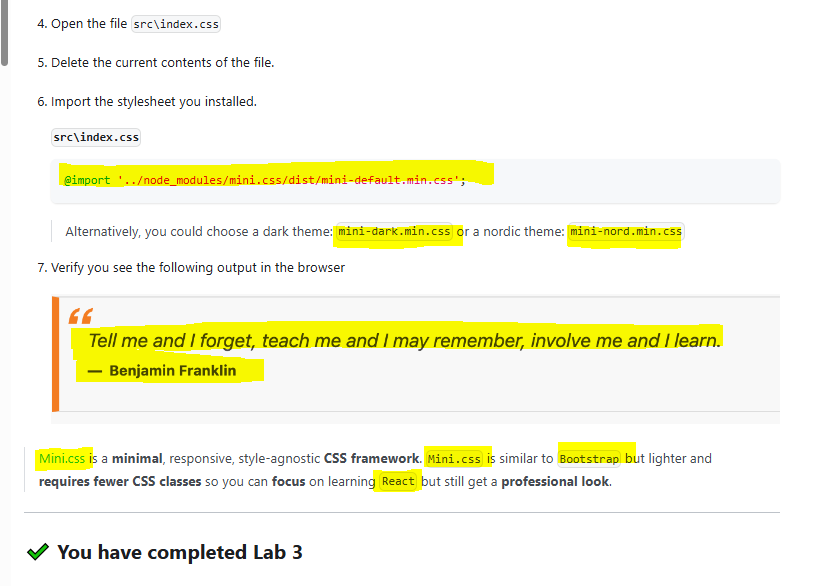 4. Open the file src\index.css
5. Delete the current contents of the file.
6. Import the stylesheet you installed.
src\index.css
@import '../node_modules/mini.css/dist/mini-default.min.css';
Alternatively, you could choose a dark theme: mini-dark.min.css or a nordic theme: mini-nord.min.css
7. Verify you see the following output in the browser
“
Tell me and I forget, teach me and I may remember, involve me and I learn.
— Benjamin Franklin
Mini.css is a minimal, responsive, style-agnostic CSS framework. Mini.css is similar to Bootstrap but lighter and
requires fewer CSS classes so you can focus on learning React but still get a professional look.
✔ You have completed Lab 3